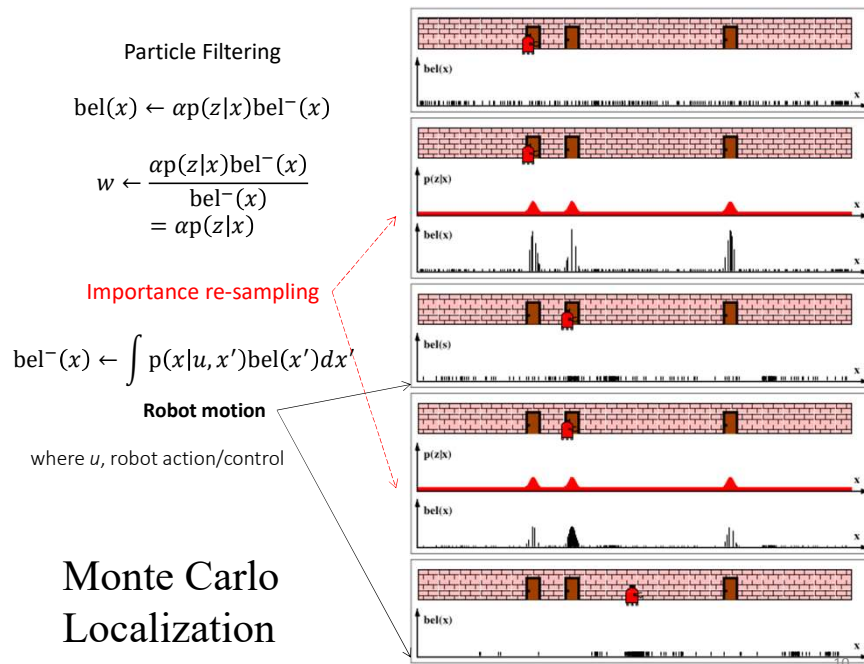 Particle Filtering
bel(x) ← αp(z|x)bel⁻(x)
w ← αp(z|x)bel⁻(x) / bel⁻(x)
= αp(z|x)
Importance re-sampling
bel⁻(x) ← ∫ p(x|u, x′)bel(x′)dx′
Robot motion
where u, robot action/control
Monte Carlo
Localization
bel(x)
x
p(z|x)
x
bel(x)
x
bel(s)
x
p(z|x)
x
bel(x)
x
bel(x)
x